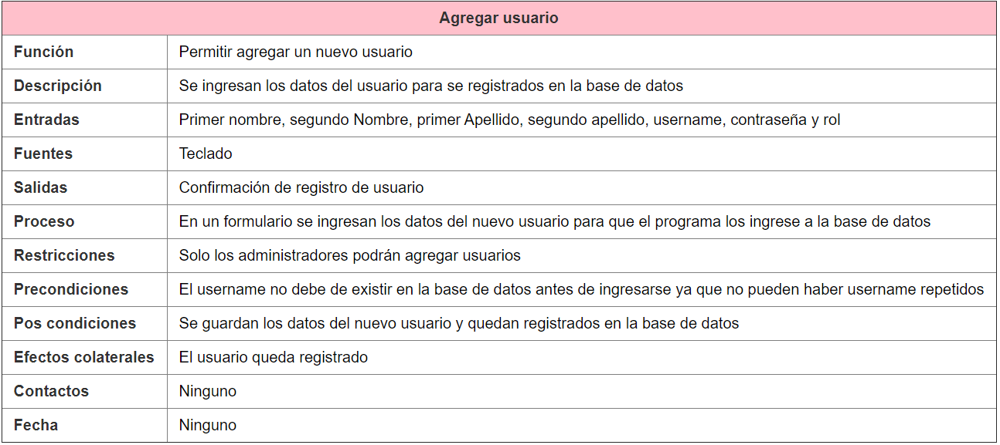 Agregar usuario
Función Permitir agregar un nuevo usuario
Descripción Se ingresan los datos del usuario para se registrados en la base de datos
Entradas Primer nombre, segundo Nombre, primer Apellido, segundo apellido, username, contraseña y rol
Fuentes Teclado
Salidas Confirmación de registro de usuario
Proceso En un formulario se ingresan los datos del nuevo usuario para que el programa los ingrese a la base de datos
Restricciones Solo los administradores podrán agregar usuarios
Precondiciones El username no debe de existir en la base de datos antes de ingresarse ya que no pueden haber username repetidos
Pos condiciones Se guardan los datos del nuevo usuario y quedan registrados en la base de datos
Efectos colaterales El usuario queda registrado
Contactos Ninguno
Fecha Ninguno